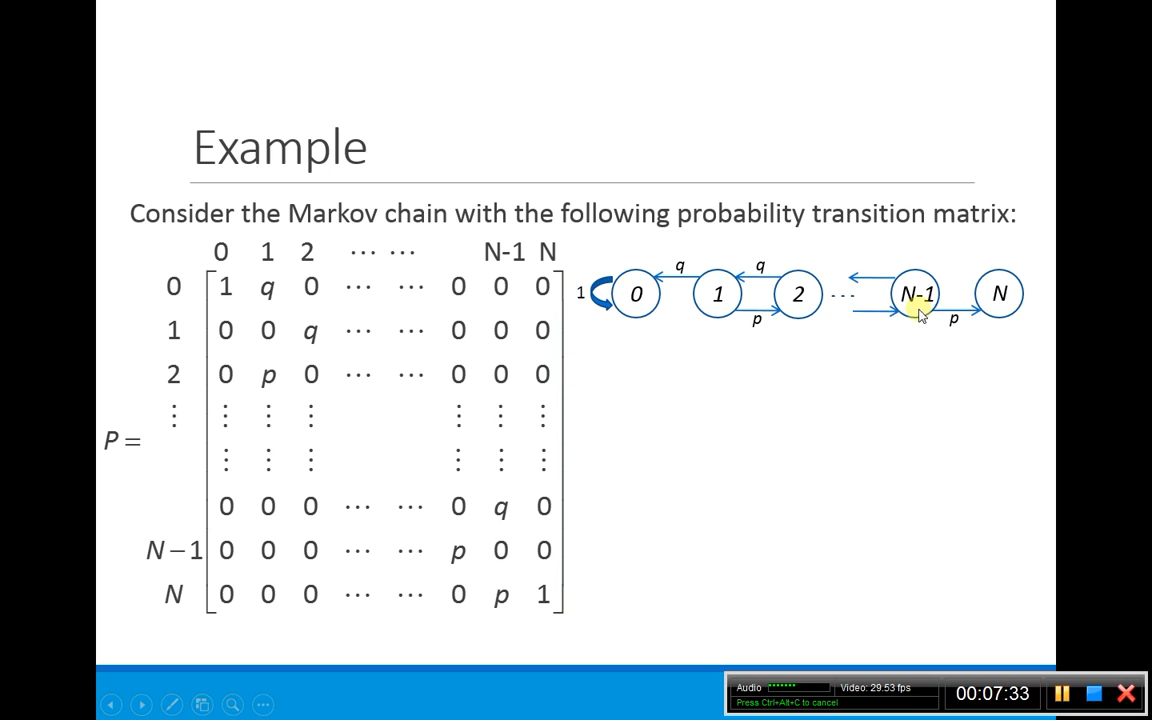 Example
Consider the Markov chain with the following probability transition matrix:
0 1 2 ⋯ ⋯ N-1 N
0 1 q 0 ⋯ ⋯ 0 0 0
1 0 0 q ⋯ ⋯ 0 0 0
2 0 p 0 ⋯ ⋯ 0 0 0
⋮ ⋮ ⋮ ⋮ ⋮ ⋮ ⋮
P =
⋮ ⋮ ⋮ ⋮ ⋮ ⋮
0 0 0 ⋯ ⋯ 0 q 0
N−1 0 0 0 ⋯ ⋯ p 0 0
N 0 0 0 ⋯ ⋯ 0 p 1
q q
1 0 1 2 ⋯ N-1 N
p p
Audio Video: 29.53 fps
Press Ctrl+Alt+C to cancel
00:07:33